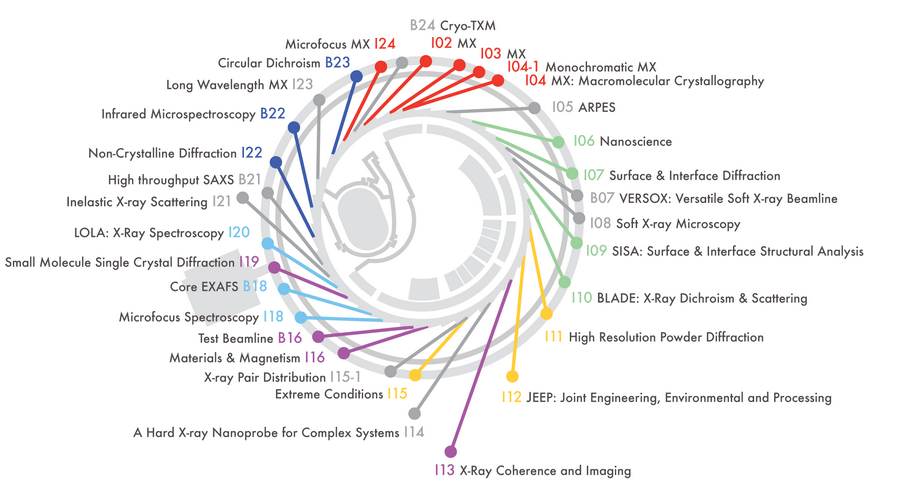 B24 Cryo-TXM
Microfocus MX I24
I02 MX
I03 MX
Circular Dichroism B23
I04-1 Monochromatic MX
I04 MX: Macromolecular Crystallography
Long Wavelength MX I23
I05 ARPES
Infrared Microspectroscopy B22
I06 Nanoscience
Non-Crystalline Diffraction I22
I07 Surface & Interface Diffraction
High throughput SAXS B21
B07 VERSOX: Versatile Soft X-ray Beamline
Inelastic X-ray Scattering I21
I08 Soft X-ray Microscopy
LOLA: X-Ray Spectroscopy I20
I09 SISA: Surface & Interface Structural Analysis
Small Molecule Single Crystal Diffraction I19
Core EXAFS B18
I10 BLADE: X-Ray Dichroism & Scattering
Microfocus Spectroscopy I18
Test Beamline B16
I11 High Resolution Powder Diffraction
Materials & Magnetism I16
X-ray Pair Distribution I15-1
Extreme Conditions I15
I12 JEEP: Joint Engineering, Environmental and Processing
A Hard X-ray Nanoprobe for Complex Systems I14
I13 X-Ray Coherence and Imaging